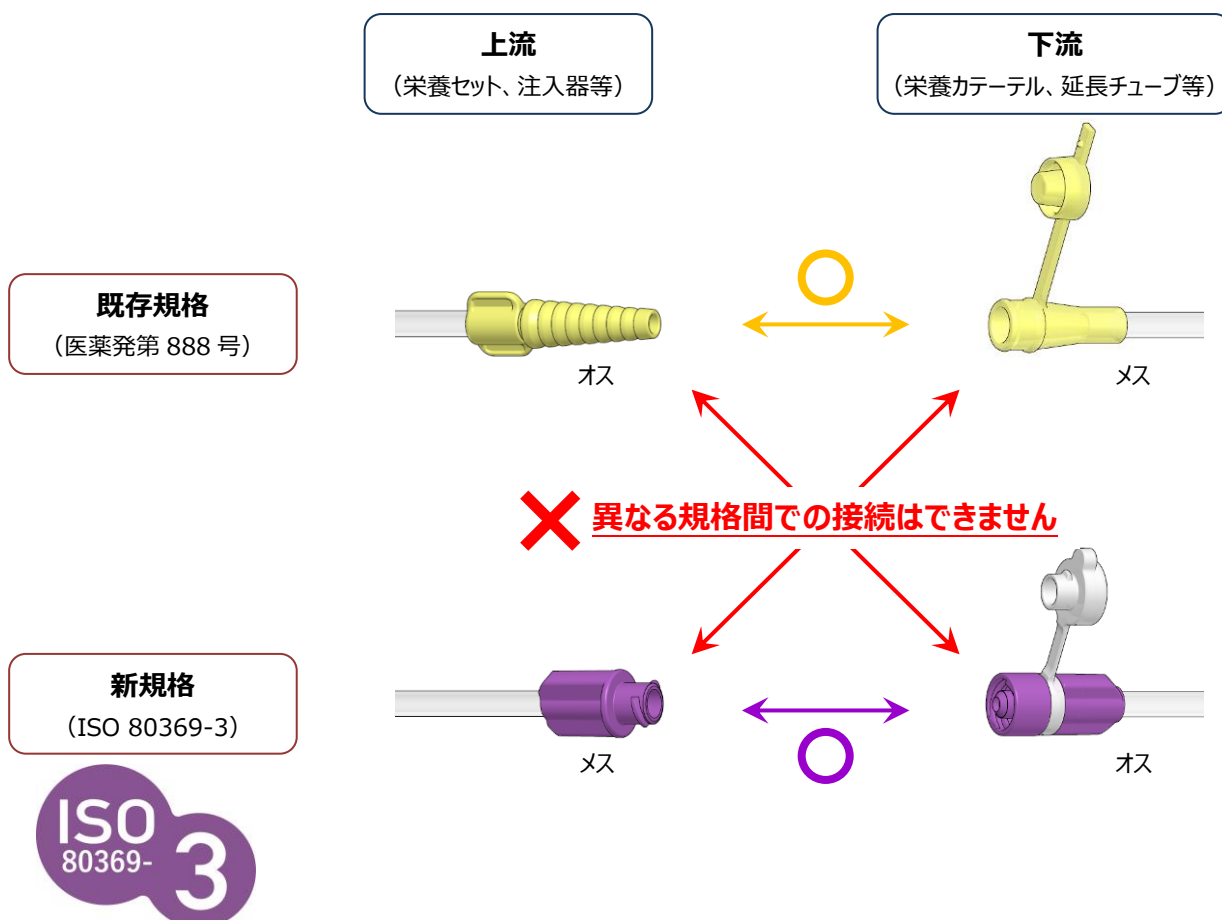 上流
（栄養セット、注入器等）
下流
（栄養カテーテル、延長チューブ等）
既存規格
（医薬発第 888 号）
オス
メス
異なる規格間での接続はできません
新規格
（ISO 80369-3）
メス
オス
ISO
80369-
3